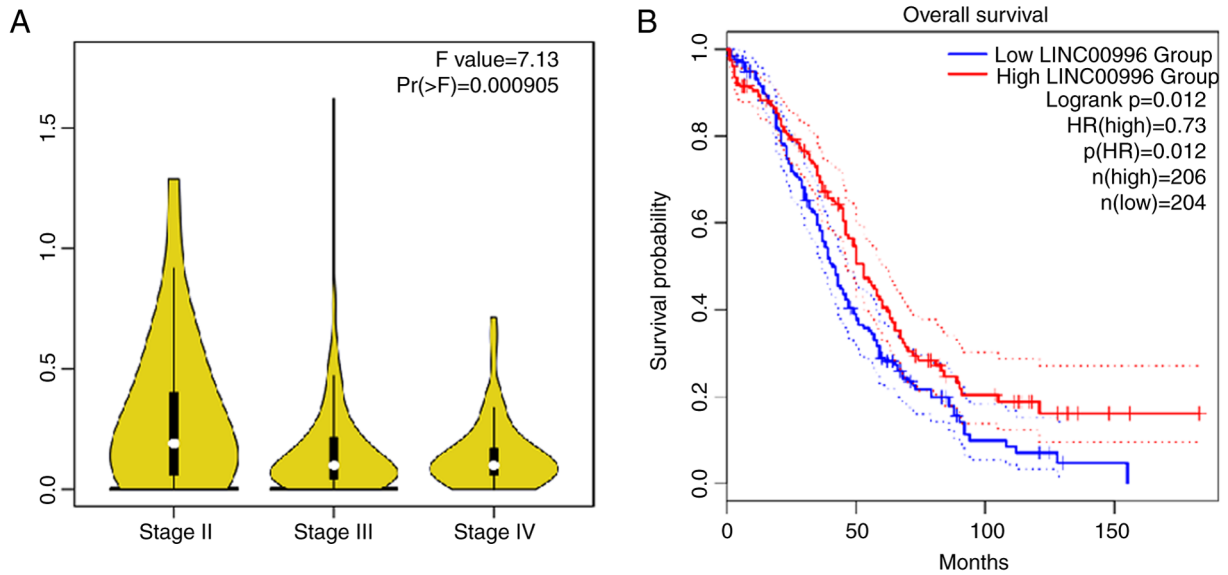 A
F value=7.13
Pr(>F)=0.000905
1.5
1.0
0.5
0.0
Stage II
Stage III
Stage IV
B
Overall survival
Low LINC00996 Group
High LINC00996 Group
Logrank p=0.012
HR(high)=0.73
p(HR)=0.012
n(high)=206
n(low)=204
Survival probability
1.0
0.8
0.6
0.4
0.2
0.0
0 50 100 150
Months